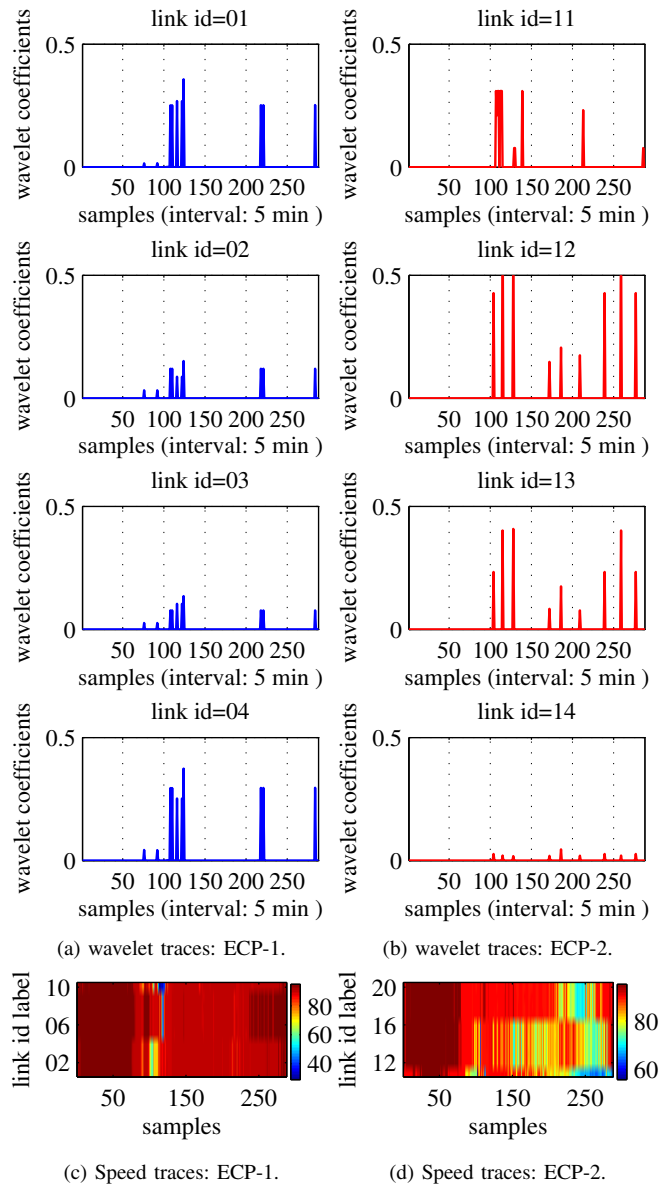 link id=01
0.5
0
wavelet coefficients
50 100 150 200 250
samples (interval: 5 min )
link id=11
0.5
0
wavelet coefficients
50 100 150 200 250
samples (interval: 5 min )
link id=02
0.5
0
wavelet coefficients
50 100 150 200 250
samples (interval: 5 min )
link id=12
0.5
0
wavelet coefficients
50 100 150 200 250
samples (interval: 5 min )
link id=03
0.5
0
wavelet coefficients
50 100 150 200 250
samples (interval: 5 min )
link id=13
0.5
0
wavelet coefficients
50 100 150 200 250
samples (interval: 5 min )
link id=04
0.5
0
wavelet coefficients
50 100 150 200 250
samples (interval: 5 min )
link id=14
0.5
0
wavelet coefficients
50 100 150 200 250
samples (interval: 5 min )
(a) wavelet traces: ECP-1.
(b) wavelet traces: ECP-2.
link id label
10
06
02
50 150 250
samples
80
60
40
link id label
20
16
12
50 150 250
samples
80
60
(c) Speed traces: ECP-1.
(d) Speed traces: ECP-2.